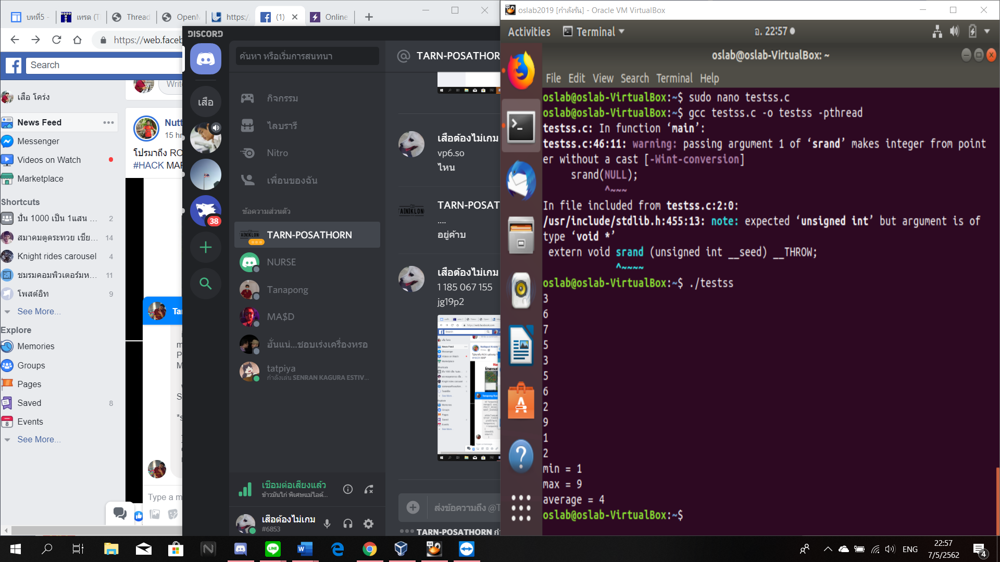 บทที่5 -
เทรด (T
Thread
OpenM
https:/
(1)
Online
https://web.faceb
Search
เสือ โคร่ง
News Feed
Messenger
Videos on Watch
Marketplace
Shortcuts
ปั่น 1000 เป็น 1แสน ...
2
สมาคมตูดระทวย เชีย...
14
Knight rides carousel
4
ชมรมคอมพิวเตอร์มห...
11
โพสต์อิท
9
See More...
Explore
Memories
Groups
Pages
Saved
8
Events
See More...
Write
Nutt
15 hr
โปรมาถึง RO
#HACK MAP
Ta
Type a m
DISCORD
ค้นหา หรือเริ่มการสนทนา
เสือ
38
กิจกรรม
ไลบรารี
Nitro
เพื่อนของฉัน
ข้อความส่วนตัว
TARN-POSATHORN
NURSE
Tanapong
MA$D
ฮั่นแน่...ชอบเร่งเครื่องหรอ
tatpiya
กำลังเล่น SENRAN KAGURA ESTIV...
เชื่อมต่อเสียงแล้ว
ข้าวมันไก่ พิเศษแม่ไอต้...
เสือต้องไม่เกม
#6853
@ TARN-POSATHOR
เสือต้องไม่เกม
vp6.so
ไหน
TARN-POSAT
....
อยู่ค้าบ
เสือต้องไม่เกม
1 185 067 155
jg19p2
ส่งข้อความถึง @T
TARN-POSATHORN กำ
oslab2019 [กำลังรัน] - Oracle VM VirtualBox
Activities
Terminal
อ. 22:57
oslab@oslab-VirtualBox: ~
File Edit View Search Terminal Help
oslab@oslab-VirtualBox:~$ sudo nano testss.c
oslab@oslab-VirtualBox:~$ gcc testss.c -o testss -pthread
testss.c: In function ‘main’:
testss.c:46:11: warning: passing argument 1 of ‘srand’ makes integer from point
er without a cast [-Wint-conversion]
srand(NULL);
^~~~
In file included from testss.c:2:0:
/usr/include/stdlib.h:455:13: note: expected ‘unsigned int’ but argument is of
type ‘void *’
extern void srand (unsigned int __seed) __THROW;
^~~~~
oslab@oslab-VirtualBox:~$ ./testss
3
6
7
5
3
5
6
2
9
1
2
min = 1
max = 9
average = 4
oslab@oslab-VirtualBox:~$
ENG
22:57
7/5/2562
4